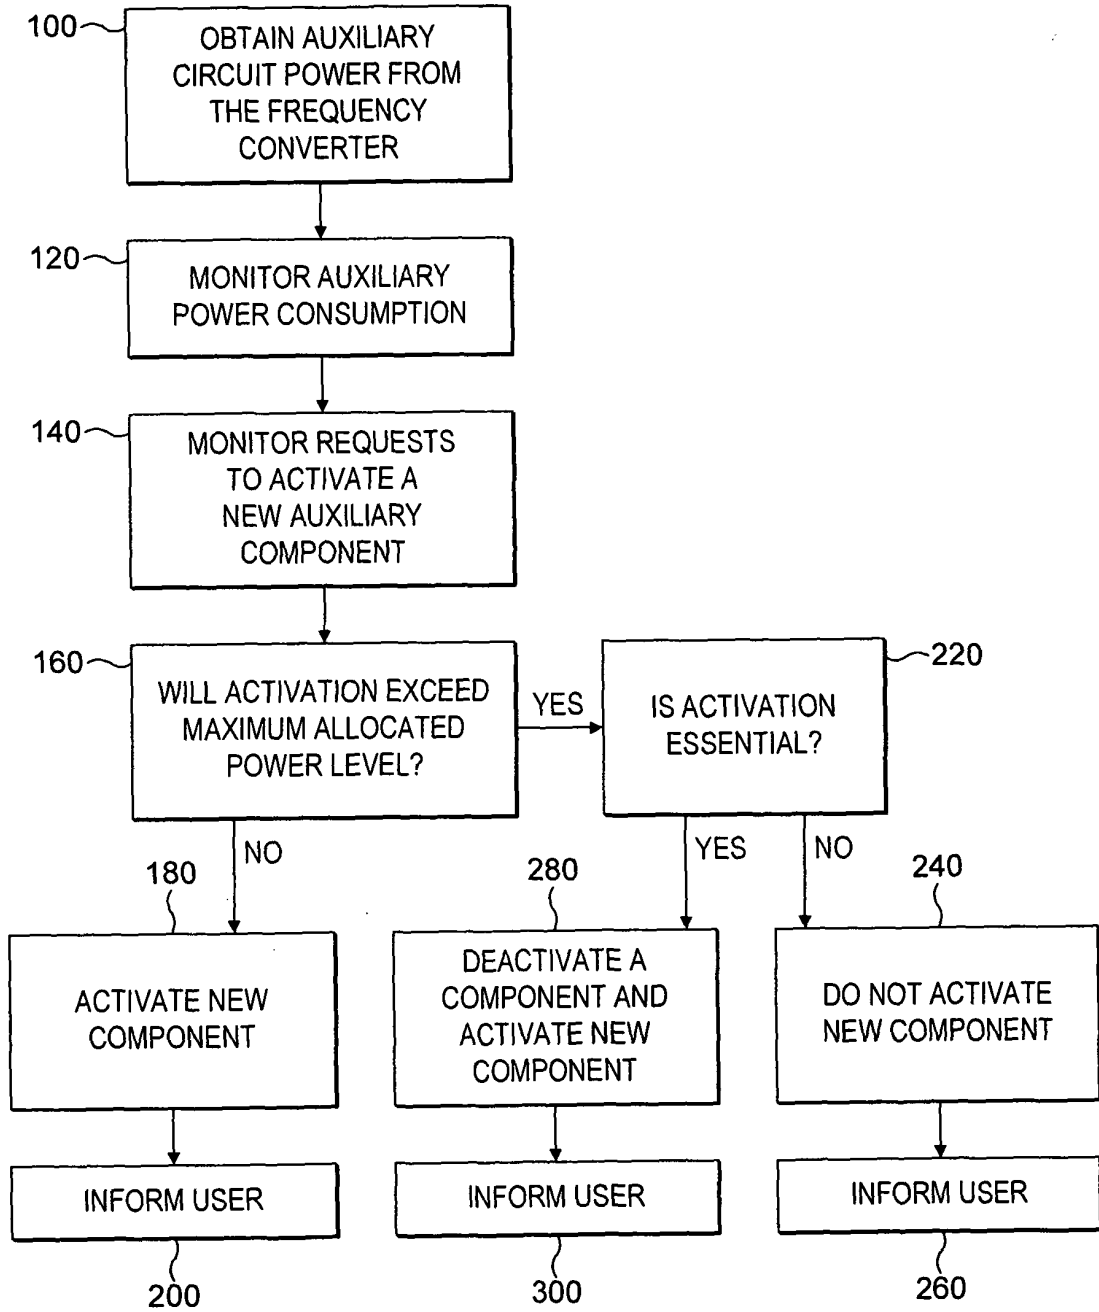 100
OBTAIN AUXILIARY
CIRCUIT POWER FROM
THE FREQUENCY
CONVERTER
120
MONITOR AUXILIARY
POWER CONSUMPTION
140
MONITOR REQUESTS
TO ACTIVATE A
NEW AUXILIARY
COMPONENT
160
WILL ACTIVATION EXCEED
MAXIMUM ALLOCATED
POWER LEVEL?
YES
220
IS ACTIVATION
ESSENTIAL?
NO
YES
NO
180
ACTIVATE NEW
COMPONENT
280
DEACTIVATE A
COMPONENT AND
ACTIVATE NEW
COMPONENT
240
DO NOT ACTIVATE
NEW COMPONENT
INFORM USER
200
INFORM USER
300
INFORM USER
260